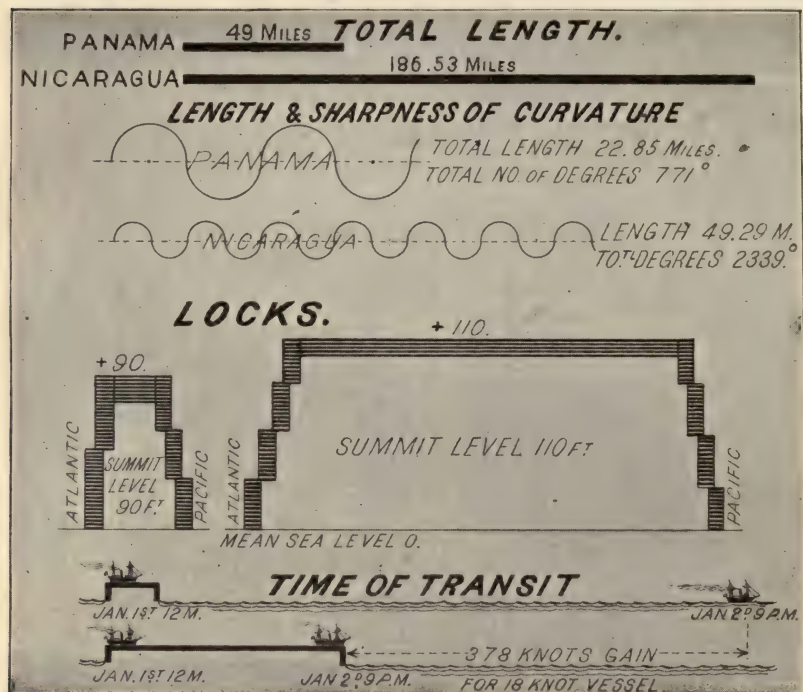 TOTAL LENGTH.
PANAMA 49 MILES
NICARAGUA 186.53 MILES
LENGTH & SHARPNESS OF CURVATURE
PANAMA
TOTAL LENGTH 22.85 MILES.
TOTAL NO. OF DEGREES 771°
NICARAGUA
LENGTH 49.29 M.
TOT'L DEGREES 2339.°
LOCKS.
+90.
+110.
ATLANTIC
SUMMIT
LEVEL
90 FT.
PACIFIC
ATLANTIC
SUMMIT LEVEL 110 FT.
PACIFIC
MEAN SEA LEVEL 0.
TIME OF TRANSIT
JAN. 1ST 12 M.
JAN 2D 9 P.M.
378 KNOTS GAIN
JAN. 1ST 12 M.
JAN 2D 9 P.M.
FOR 18 KNOT VESSEL